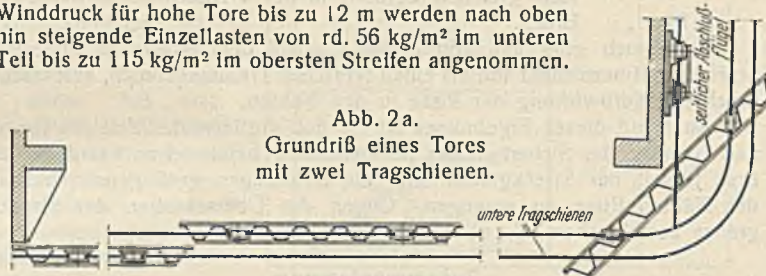 Winddruck für hohe Tore bis zu 12 m werden nach oben
hin steigende Einzellasten von rd. 56 kg/m² im unteren
Teil bis zu 115 kg/m² im obersten Streifen angenommen.
Abb. 2a.
Grundriß eines Tores
mit zwei Tragschienen.
seitlicher Abschluß-
flügel
untere Tragschienen